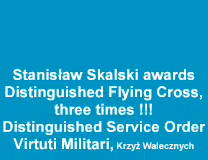 Stanisław Skalski awards
Distinguished Flying Cross,
three times !!!
Distinguished Service Order
Virtuti Militari, Krzyż Walecznych